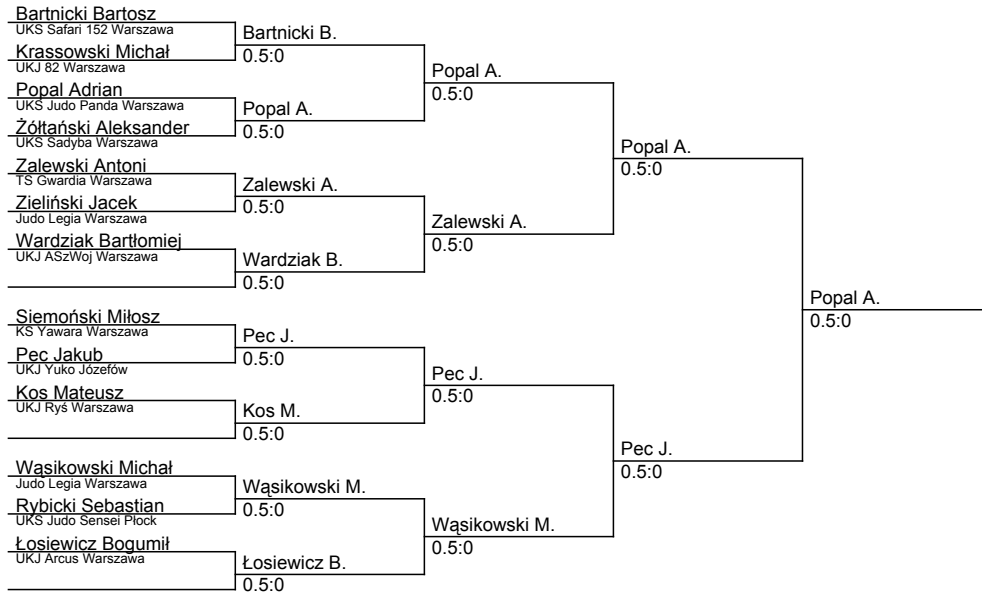 Bartnicki Bartosz
UKS Safari 152 Warszawa
Krassowski Michał
UKJ 82 Warszawa
Popal Adrian
UKS Judo Panda Warszawa
Żółtański Aleksander
UKS Sadyba Warszawa
Zalewski Antoni
TS Gwardia Warszawa
Zieliński Jacek
Judo Legia Warszawa
Wardziak Bartłomiej
UKJ ASzWoj Warszawa
Siemoński Miłosz
KS Yawara Warszawa
Pec Jakub
UKJ Yuko Józefów
Kos Mateusz
UKJ Ryś Warszawa
Wąsikowski Michał
Judo Legia Warszawa
Rybicki Sebastian
UKS Judo Sensei Płock
Łosiewicz Bogumił
UKJ Arcus Warszawa
Bartnicki B.
0.5:0
Popal A.
0.5:0
Zalewski A.
0.5:0
Wardziak B.
0.5:0
Pec J.
0.5:0
Kos M.
0.5:0
Wąsikowski M.
0.5:0
Łosiewicz B.
0.5:0
Popal A.
0.5:0
Zalewski A.
0.5:0
Pec J.
0.5:0
Wąsikowski M.
0.5:0
Popal A.
0.5:0
Pec J.
0.5:0
Popal A.
0.5:0